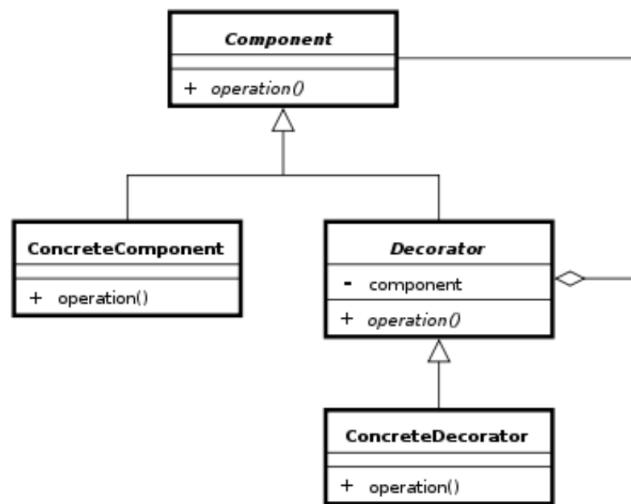 Component
+ operation()
ConcreteComponent
+ operation()
Decorator
- component
+ operation()
ConcreteDecorator
+ operation()